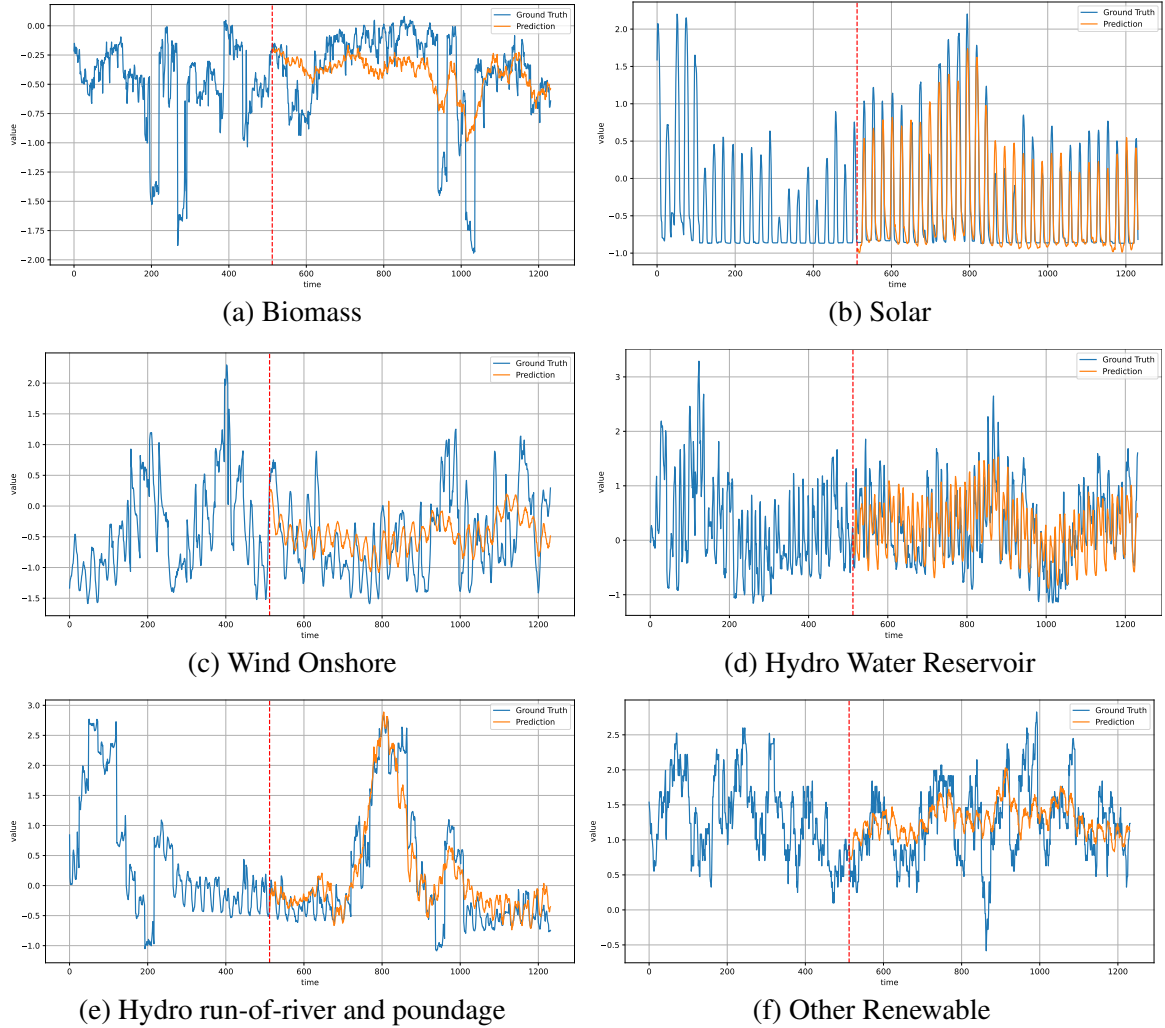 Ground Truth
Prediction
value
0.00
−0.25
−0.50
−0.75
−1.00
−1.25
−1.50
−1.75
−2.00
0 200 400 600 800 1000 1200
time
(a) Biomass
Ground Truth
Prediction
value
2.0
1.5
1.0
0.5
0.0
−0.5
−1.0
0 200 400 600 800 1000 1200
time
(b) Solar
Ground Truth
Prediction
value
2.0
1.5
1.0
0.5
0.0
−0.5
−1.0
−1.5
0 200 400 600 800 1000 1200
time
(c) Wind Onshore
Ground Truth
Prediction
value
3
2
1
0
−1
0 200 400 600 800 1000 1200
time
(d) Hydro Water Reservoir
Ground Truth
Prediction
value
3.0
2.5
2.0
1.5
1.0
0.5
0.0
−0.5
−1.0
0 200 400 600 800 1000 1200
time
(e) Hydro run-of-river and poundage
Ground Truth
Prediction
value
2.5
2.0
1.5
1.0
0.5
0.0
−0.5
0 200 400 600 800 1000 1200
time
(f) Other Renewable